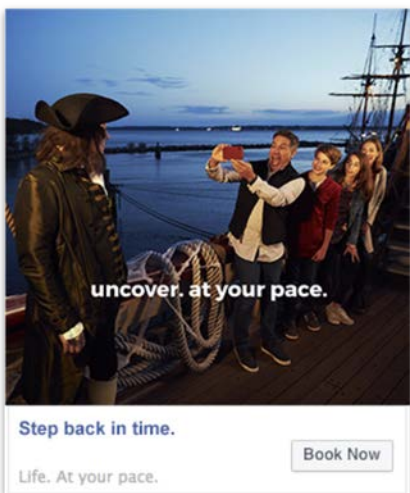 uncover. at your pace.
Step back in time.
Book Now
Life. At your pace.